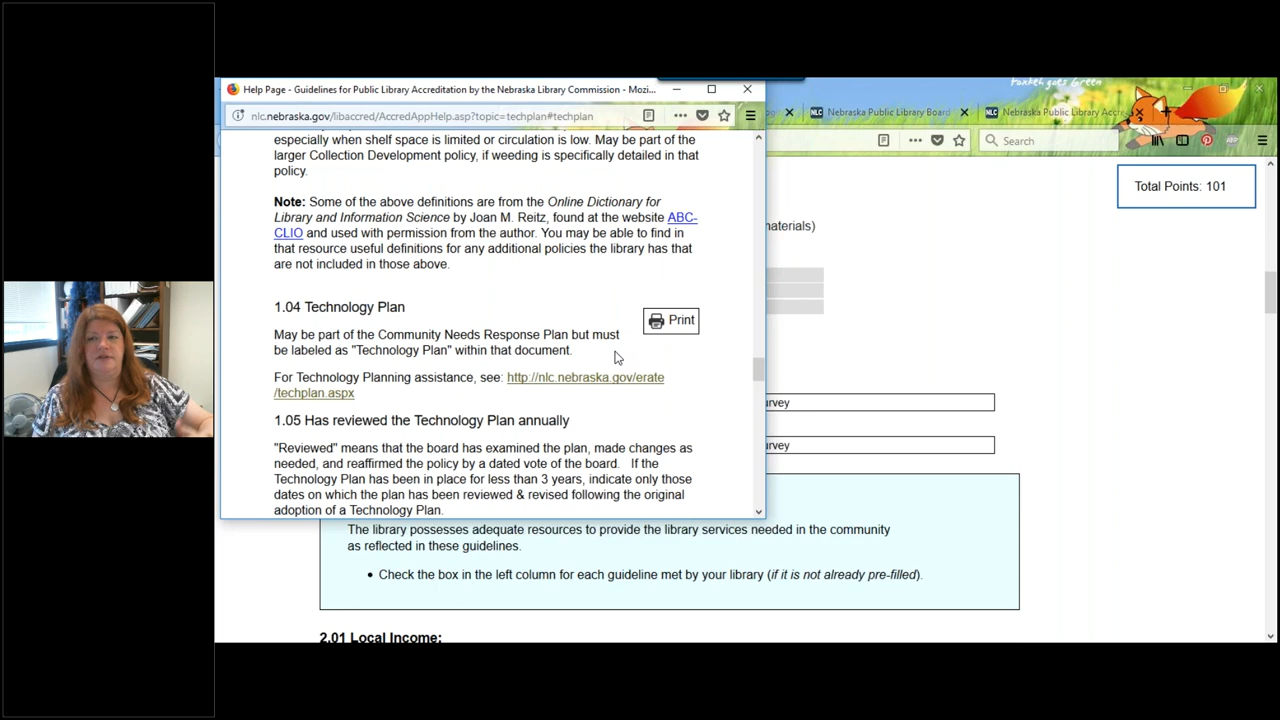 Foxkeh goes Green
Help Page - Guidelines for Public Library Accreditation by the Nebraska Library Commission - Mozi...
nlc.nebraska.gov/libaccred/AccredAppHelp.asp?topic=techplan#techplan
Nebraska Public Library Board
Nebraska Public Library Accre
Search
especially when shelf space is limited or circulation is low. May be part of the
larger Collection Development policy, if weeding is specifically detailed in that
policy.
Note: Some of the above definitions are from the Online Dictionary for
Library and Information Science by Joan M. Reitz, found at the website ABC-
CLIO and used with permission from the author. You may be able to find in
that resource useful definitions for any additional policies the library has that
are not included in those above.
1.04 Technology Plan
Print
May be part of the Community Needs Response Plan but must
be labeled as "Technology Plan" within that document.
For Technology Planning assistance, see: http://nlc.nebraska.gov/erate
/techplan.aspx
1.05 Has reviewed the Technology Plan annually
"Reviewed" means that the board has examined the plan, made changes as
needed, and reaffirmed the policy by a dated vote of the board. If the
Technology Plan has been in place for less than 3 years, indicate only those
dates on which the plan has been reviewed & revised following the original
adoption of a Technology Plan.
Total Points: 101
naterials)
urvey
urvey
The library possesses adequate resources to provide the library services needed in the community
as reflected in these guidelines.
• Check the box in the left column for each guideline met by your library (if it is not already pre-filled).
2.01 Local Income: